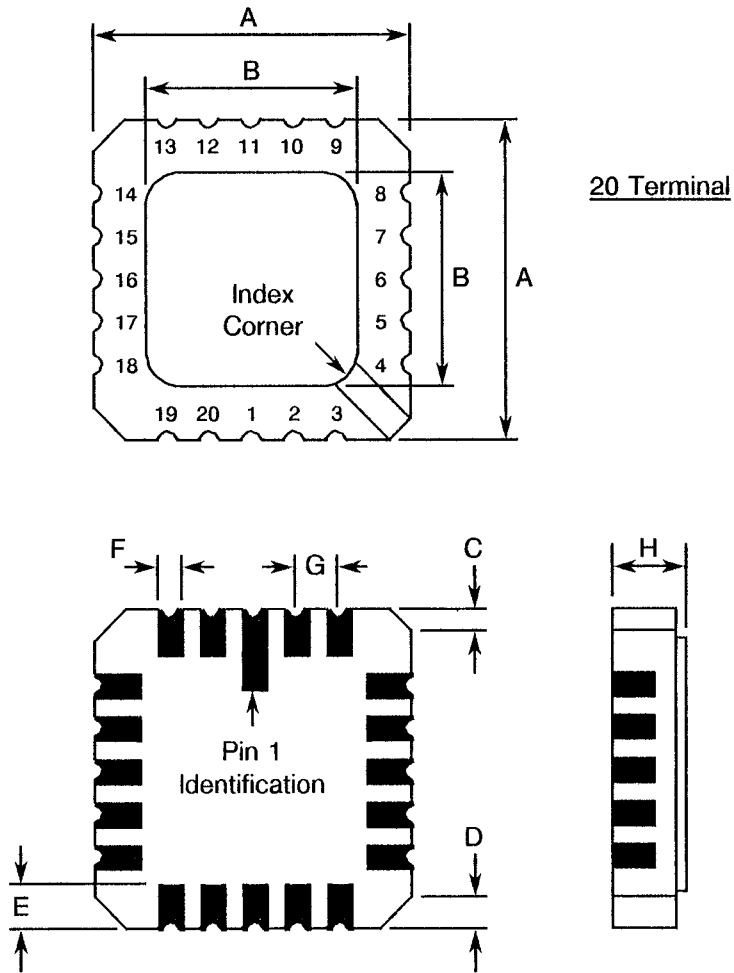 A
B
13 12 11 10 9
20 Terminal
14
15
16
17
18
8
7
6
5
4
B
A
Index
Corner
19 20 1 2 3
F
G
C
H
Pin 1
Identification
D
E